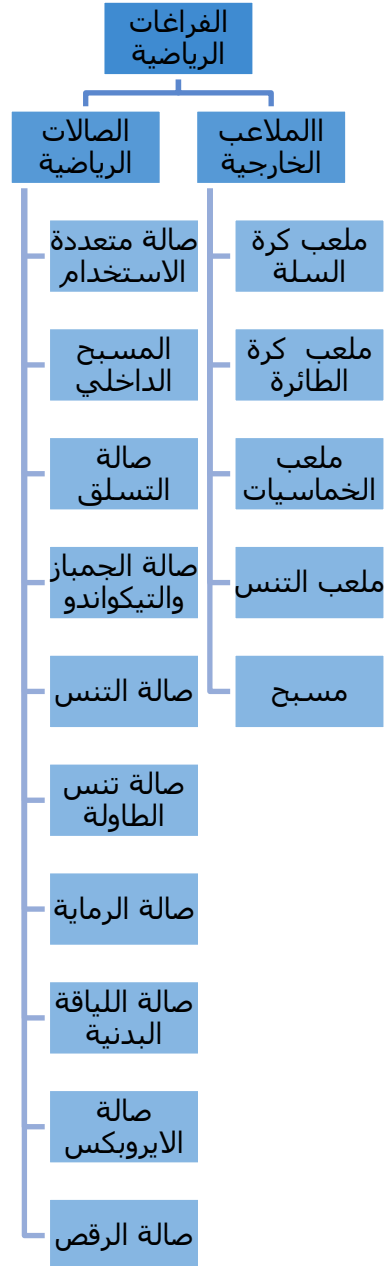 الفراغات
الرياضية
االملاعب
الخارجية
ملعب كرة
السلة
ملعب كرة
الطائرة
ملعب
الخماسيات
ملعب التنس
مسبح
الصالات
الرياضية
صالة متعددة
الاستخدام
المسبح
الداخلي
صالة
التسلق
صالة الجمباز
والتيكواندو
صالة التنس
صالة تنس
الطاولة
صالة الرماية
صالة اللياقة
البدنية
صالة
الايروبكس
صالة الرقص